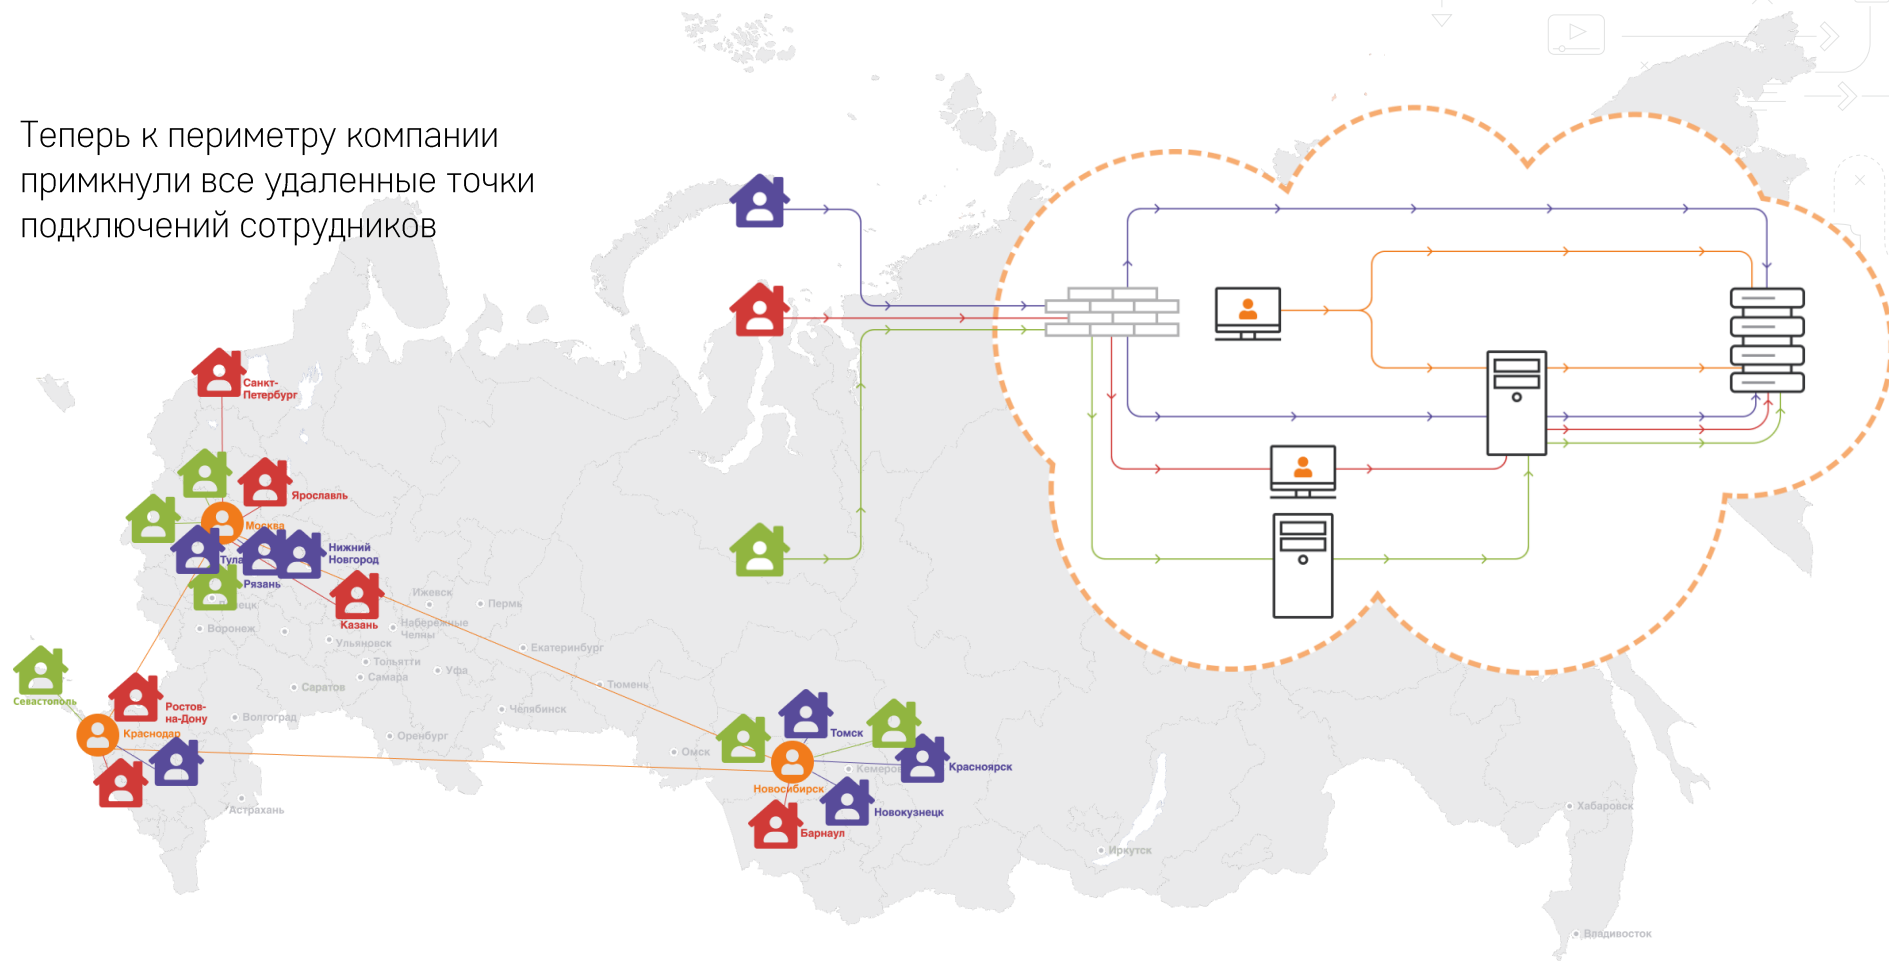 Теперь к периметру компании
примкнули все удаленные точки
подключений сотрудников
Санкт-
Петербург
Ярославль
Москва
Нижний
Новгород
Тула
Рязань
Казань
Ижевск
Пермь
Набережные
Челны
Воронеж
Ульяновск
Екатеринбург
Тольятти
Самара
Уфа
Саратов
Тюмень
Севастополь
Ростов-
на-Дону
Волгоград
Челябинск
Краснодар
Оренбург
Омск
Томск
Кемеро
Красноярск
Новосибирск
Новокузнецк
Барнаул
Астрахань
Иркутск
Хабаровск
Владивосток